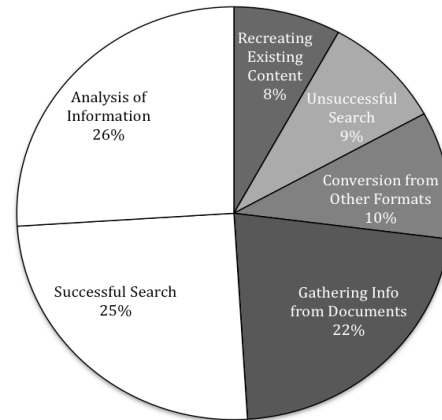 Recreating
Existing
Content
8%
Unsuccessful
Search
9%
Conversion from
Other Formats
10%
Gathering Info
from Documents
22%
Successful Search
25%
Analysis of
Information
26%